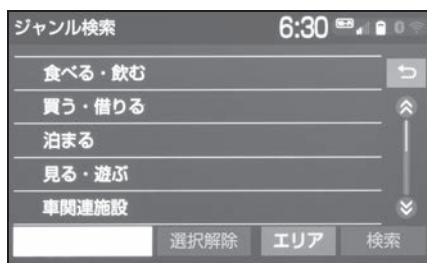 ジャンル検索 6:30
食べる・飲む
買う・借りる
泊まる
見る・遊ぶ
車関連施設
選択解除 エリア 検索